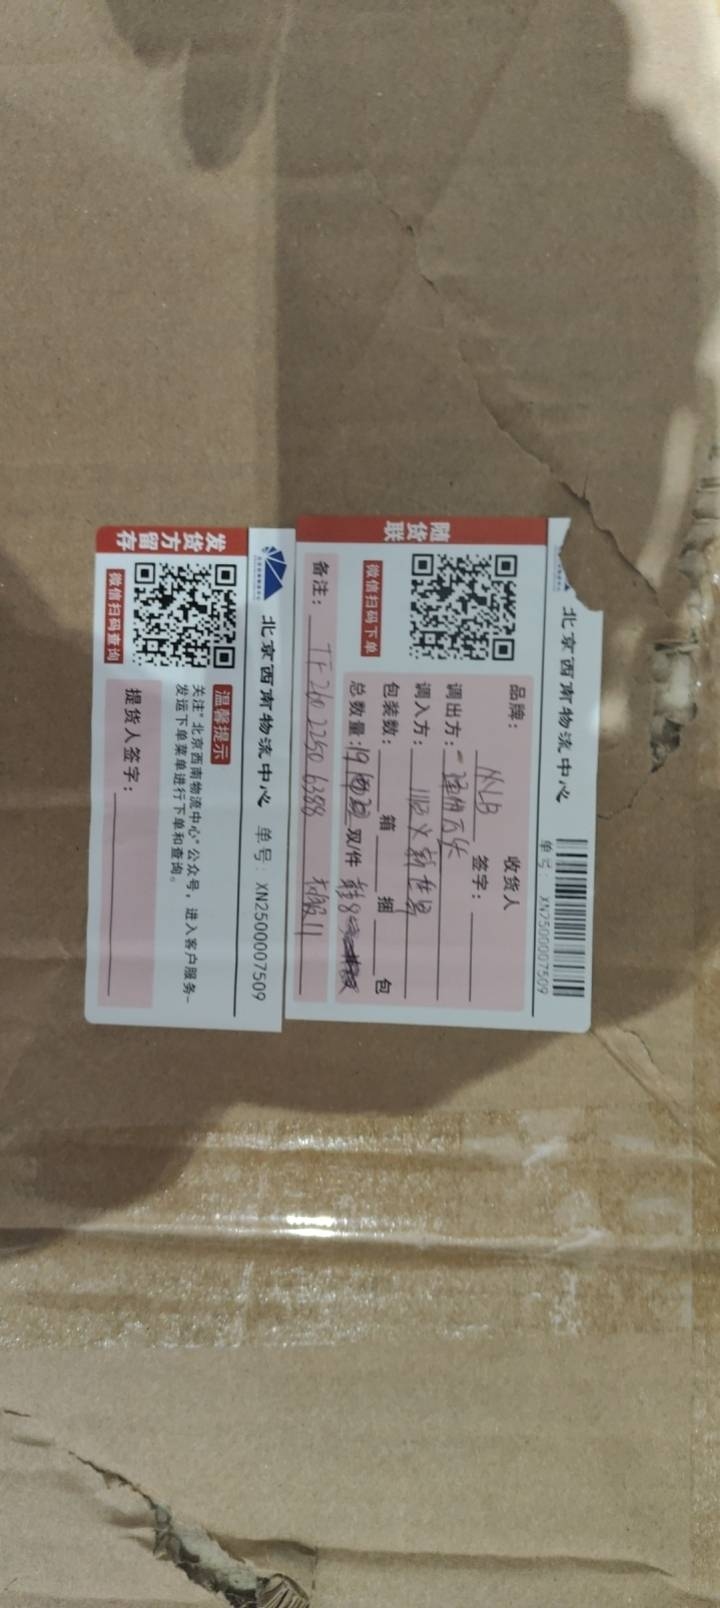 北京西南物流中心
单号 XN2500007509
随货联
微信扫码下单
品牌: MLB 收货人签字:
调出方:
调入方:
包装数: 箱 捆 包
总数量: 19 双/件
备注: TF260 2250 6388
北京西南物流中心 单号: XN2500007509
发货方留存
微信扫码查询
温馨提示
关注"北京西南物流中心"公众号,进入客户服务-
发运下单菜单进行下单和查询。
提货人签字: